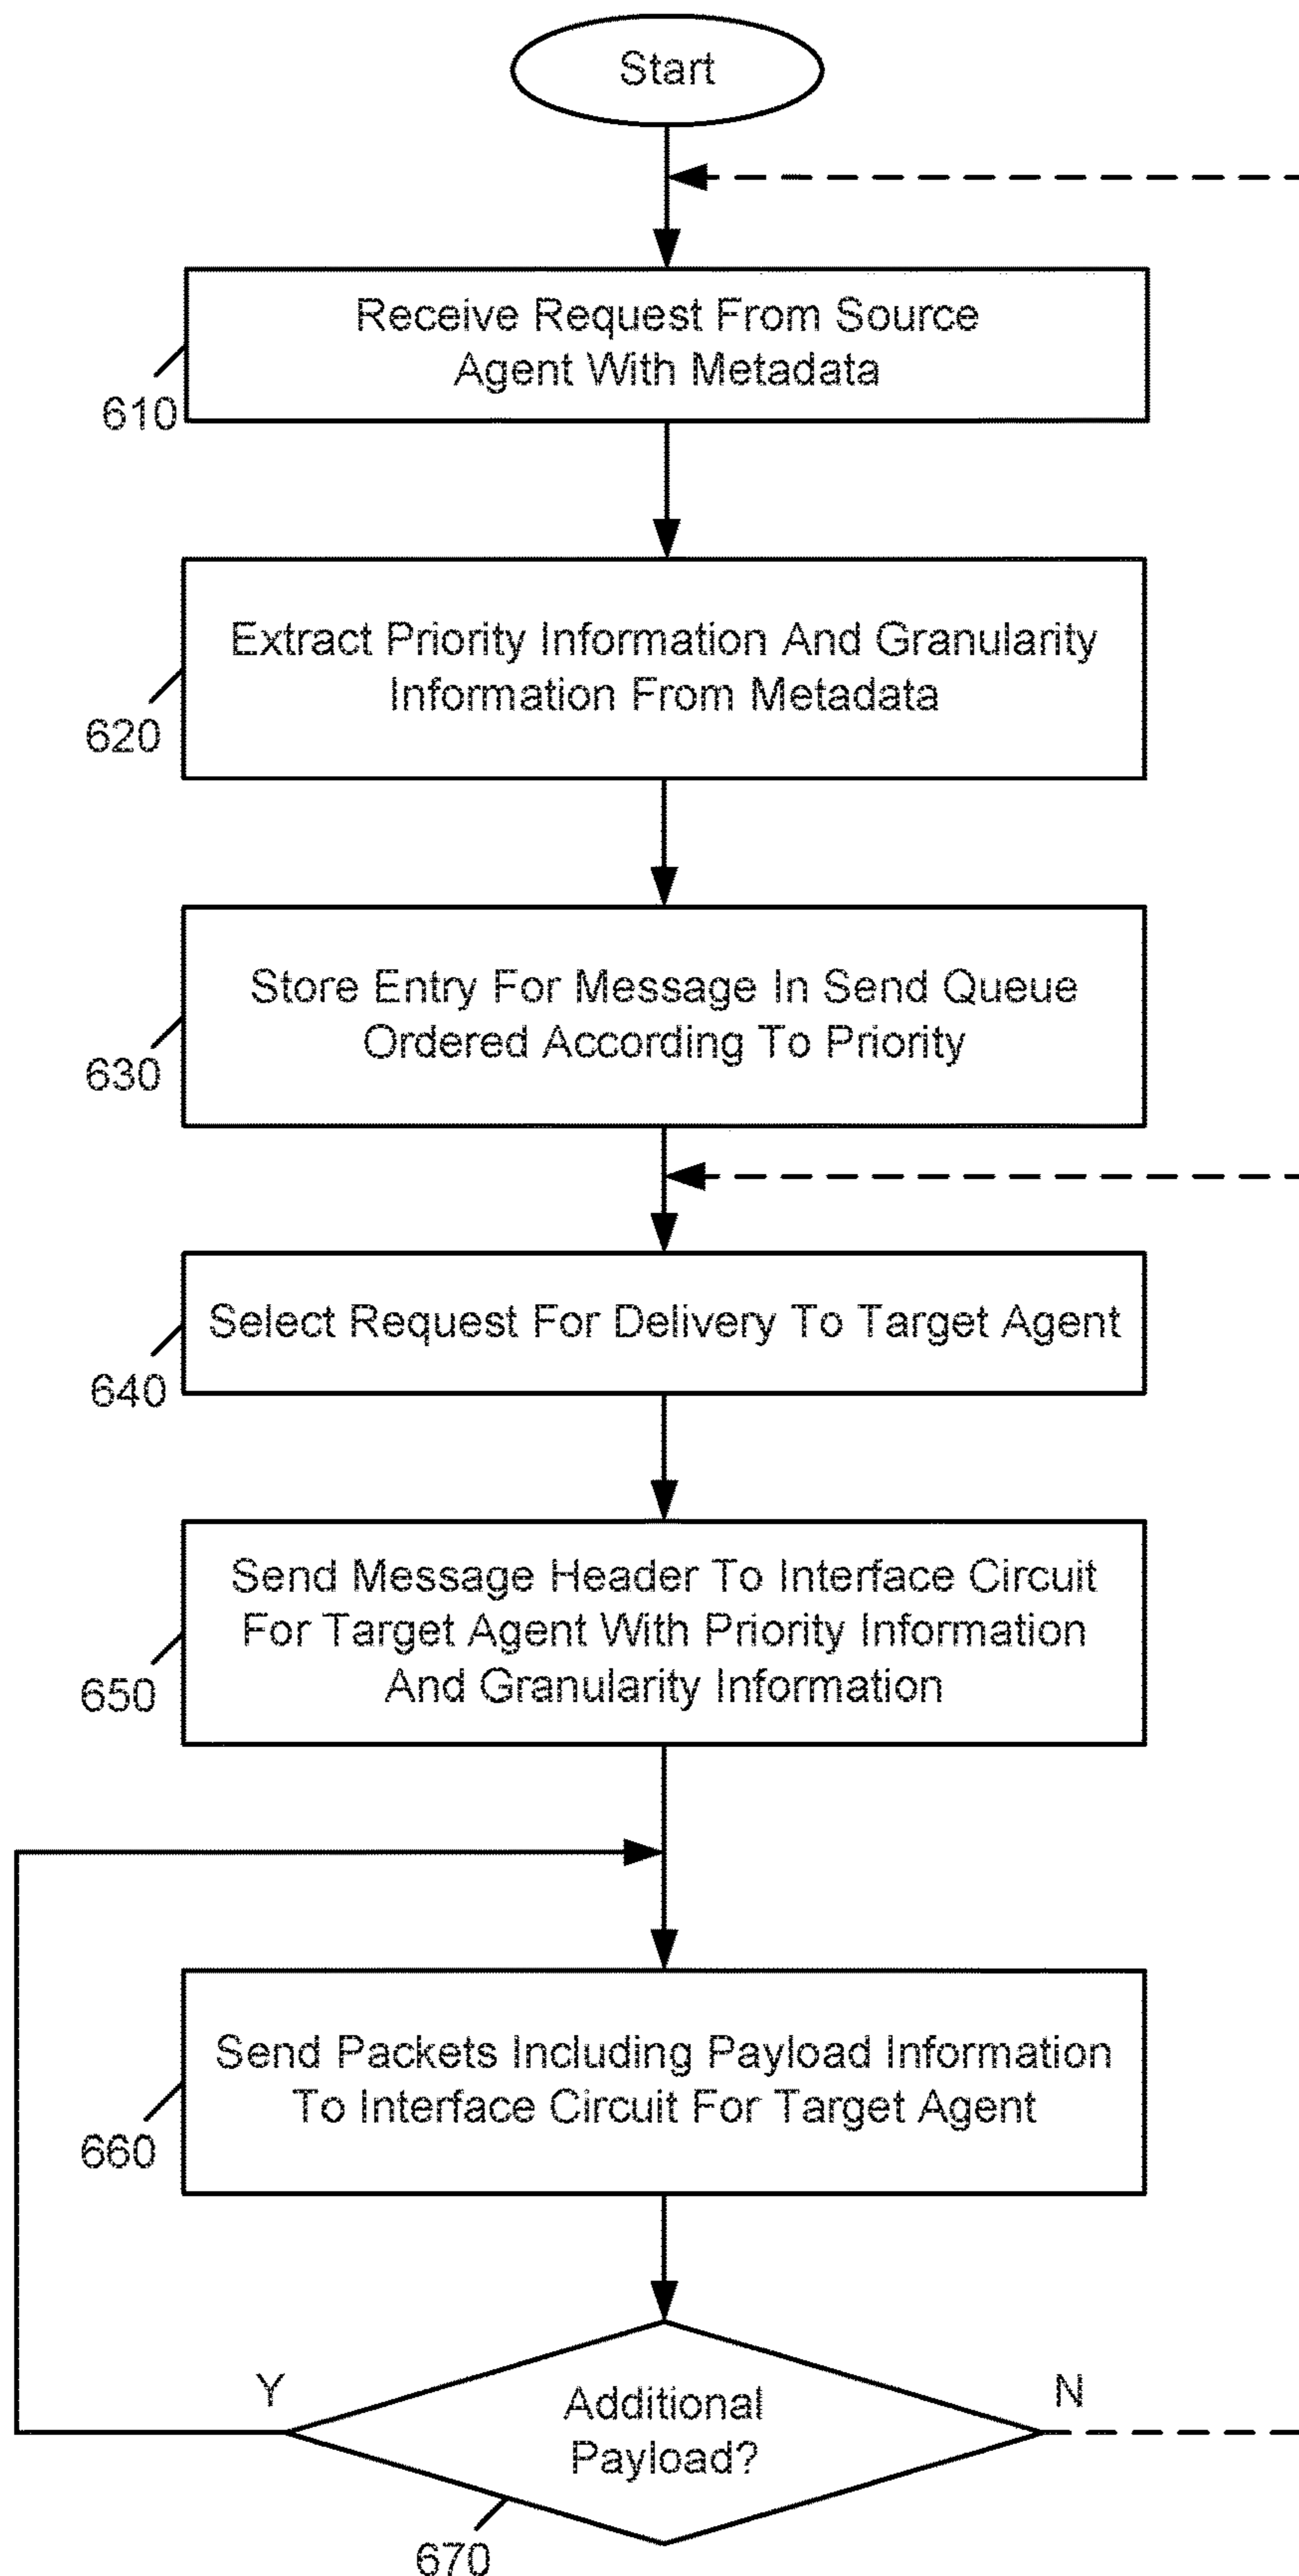 Start
Receive Request From Source
Agent With Metadata
610
Extract Priority Information And Granularity
Information From Metadata
620
Store Entry For Message In Send Queue
Ordered According To Priority
630
Select Request For Delivery To Target Agent
640
Send Message Header To Interface Circuit
For Target Agent With Priority Information
And Granularity Information
650
Send Packets Including Payload Information
To Interface Circuit For Target Agent
660
Y
N
Additional
Payload?
670